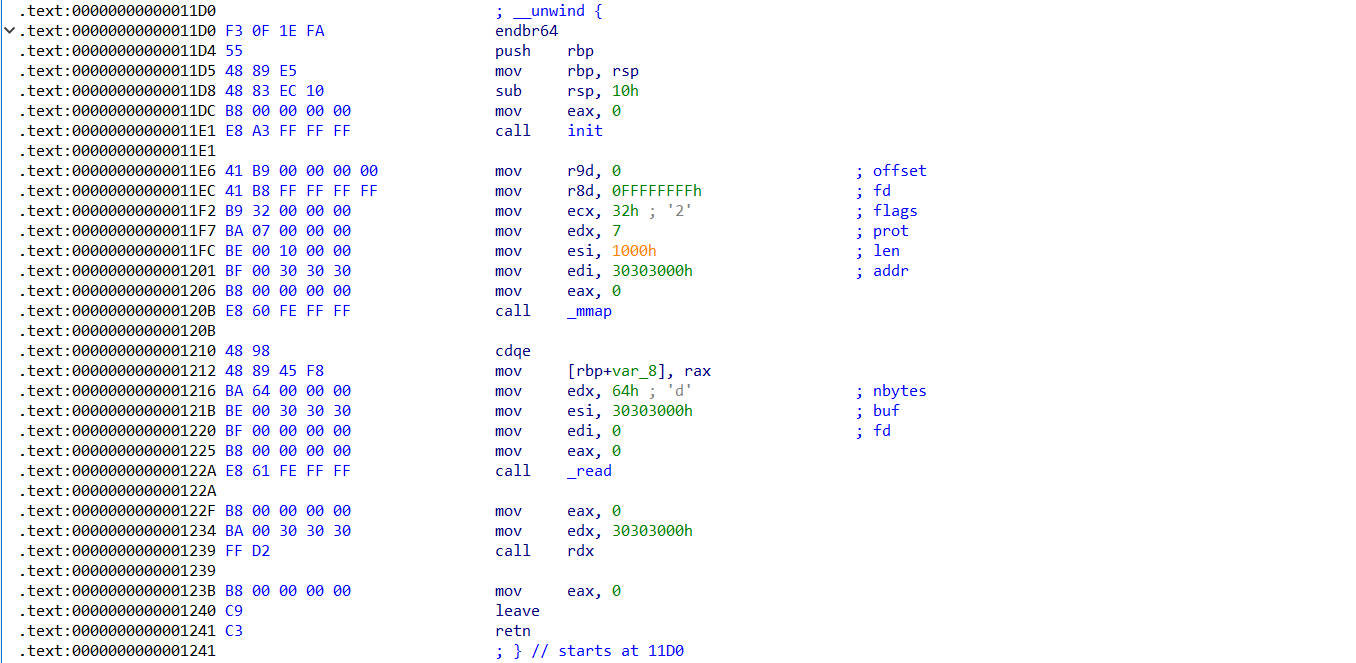 .text:00000000000011D0 ; __unwind {
.text:00000000000011D0 F3 0F 1E FA endbr64
.text:00000000000011D4 55 push rbp
.text:00000000000011D5 48 89 E5 mov rbp, rsp
.text:00000000000011D8 48 83 EC 10 sub rsp, 10h
.text:00000000000011DC B8 00 00 00 00 mov eax, 0
.text:00000000000011E1 E8 A3 FF FF FF call init
.text:00000000000011E1
.text:00000000000011E6 41 B9 00 00 00 00 mov r9d, 0 ; offset
.text:00000000000011EC 41 B8 FF FF FF FF mov r8d, 0FFFFFFFFh ; fd
.text:00000000000011F2 B9 32 00 00 00 mov ecx, 32h ; '2' ; flags
.text:00000000000011F7 BA 07 00 00 00 mov edx, 7 ; prot
.text:00000000000011FC BE 00 10 00 00 mov esi, 1000h ; len
.text:0000000000001201 BF 00 30 30 30 mov edi, 30303000h ; addr
.text:0000000000001206 B8 00 00 00 00 mov eax, 0
.text:000000000000120B E8 60 FE FF FF call _mmap
.text:000000000000120B
.text:0000000000001210 48 98 cdqe
.text:0000000000001212 48 89 45 F8 mov [rbp+var_8], rax
.text:0000000000001216 BA 64 00 00 00 mov edx, 64h ; 'd' ; nbytes
.text:000000000000121B BE 00 30 30 30 mov esi, 30303000h ; buf
.text:0000000000001220 BF 00 00 00 00 mov edi, 0 ; fd
.text:0000000000001225 B8 00 00 00 00 mov eax, 0
.text:000000000000122A E8 61 FE FF FF call _read
.text:000000000000122A
.text:000000000000122F B8 00 00 00 00 mov eax, 0
.text:0000000000001234 BA 00 30 30 30 mov edx, 30303000h
.text:0000000000001239 FF D2 call rdx
.text:0000000000001239
.text:000000000000123B B8 00 00 00 00 mov eax, 0
.text:0000000000001240 C9 leave
.text:0000000000001241 C3 retn
.text:0000000000001241 ; } // starts at 11D0